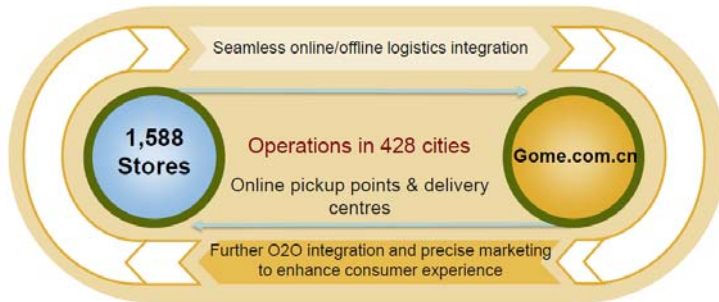 Seamless online/offline logistics integration
1,588
Stores
Operations in 428 cities
Online pickup points & delivery
centres
Gome.com.cn
Further O2O integration and precise marketing
to enhance consumer experience